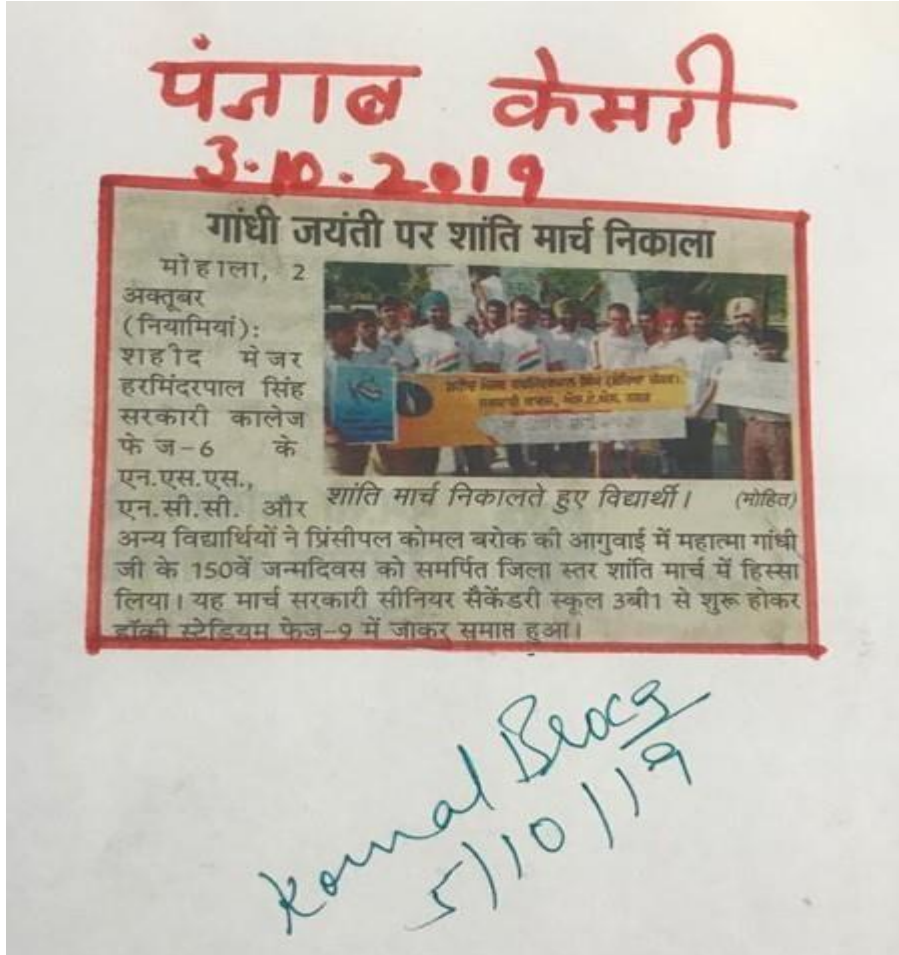 पंजाब केसरी
3.10.2019
गांधी जयंती पर शांति मार्च निकाला
मोहाला, 2
अक्तूबर
(नियामियां):
शहीद मेजर
हरमिंदरपाल सिंह
सरकारी कालेज
फेज-6 के
एन.एस.एस.,
एन.सी.सी. और
शांति मार्च निकालते हुए विद्यार्थी। (मोहित)
अन्य विद्यार्थियों ने प्रिंसीपल कोमल बरोक की आगुवाई में महात्मा गांधी
जी के 150वें जन्मदिवस को समर्पित जिला स्तर शांति मार्च में हिस्सा
लिया। यह मार्च सरकारी सीनियर सैकेंडरी स्कूल 3बी1 से शुरू होकर
हॉकी स्टेडियम फेज-9 में जाकर समाप्त हुआ।
Komal Broca
5/10/19